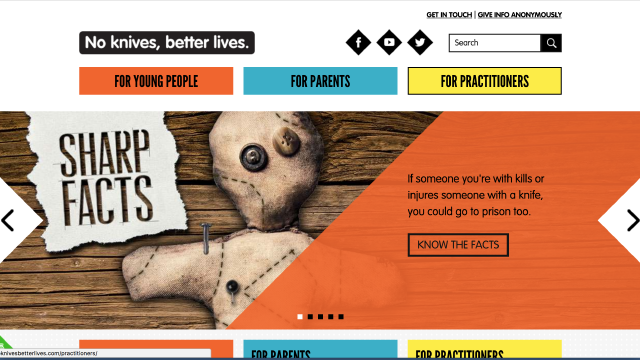 GET IN TOUCH | GIVE INFO ANONYMOUSLY
No knives, better lives.
Search
FOR YOUNG PEOPLE
FOR PARENTS
FOR PRACTITIONERS
SHARP
FACTS
If someone you're with kills or
injures someone with a knife,
you could go to prison too.
KNOW THE FACTS
FOR PARENTS
FOR PRACTITIONERS
knivesbetterlives.com/practitioners/